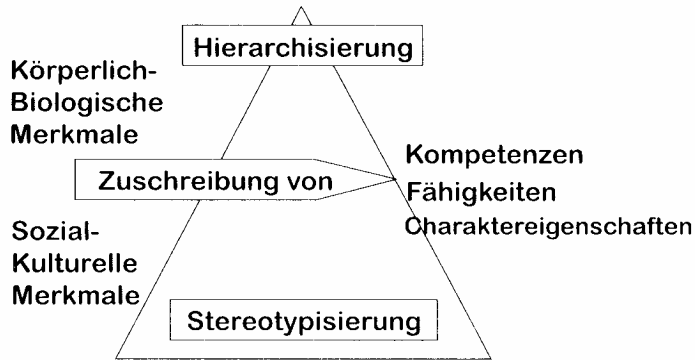 Hierarchisierung
Körperlich-
Biologische
Merkmale
Zuschreibung von
Kompetenzen
Fähigkeiten
Charaktereigenschaften
Sozial-
Kulturelle
Merkmale
Stereotypisierung